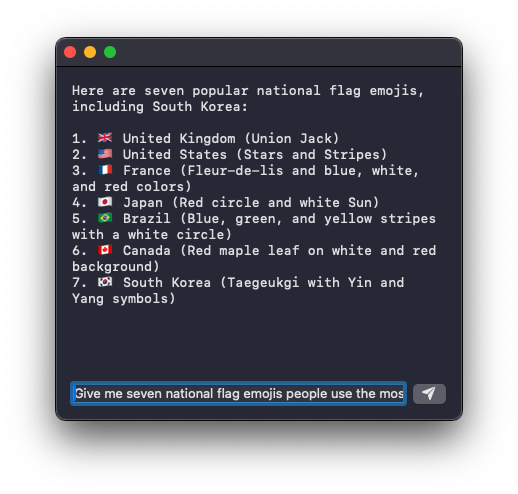 Here are seven popular national flag emojis,
including South Korea:
1. 🇬🇧 United Kingdom (Union Jack)
2. 🇺🇸 United States (Stars and Stripes)
3. 🇫🇷 France (Fleur-de-lis and blue, white,
and red colors)
4. 🇯🇵 Japan (Red circle and white Sun)
5. 🇧🇷 Brazil (Blue, green, and yellow stripes
with a white circle)
6. 🇨🇦 Canada (Red maple leaf on white and red
background)
7. 🇰🇷 South Korea (Taegeukgi with Yin and
Yang symbols)
Give me seven national flag emojis people use the mos